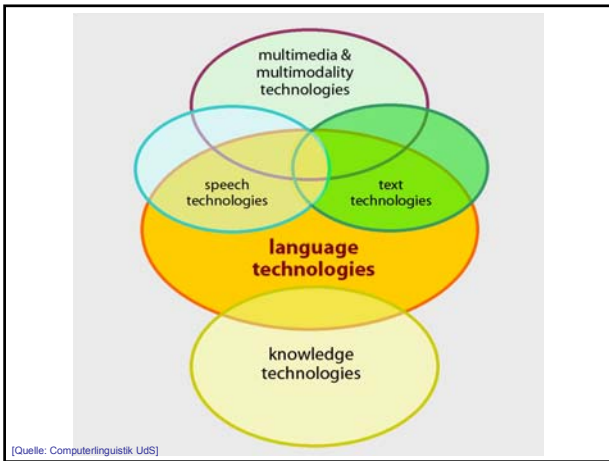 multimedia &
multimodality
technologies
speech
technologies
text
technologies
language
technologies
knowledge
technologies
[Quelle: Computerlinguistik UdS]